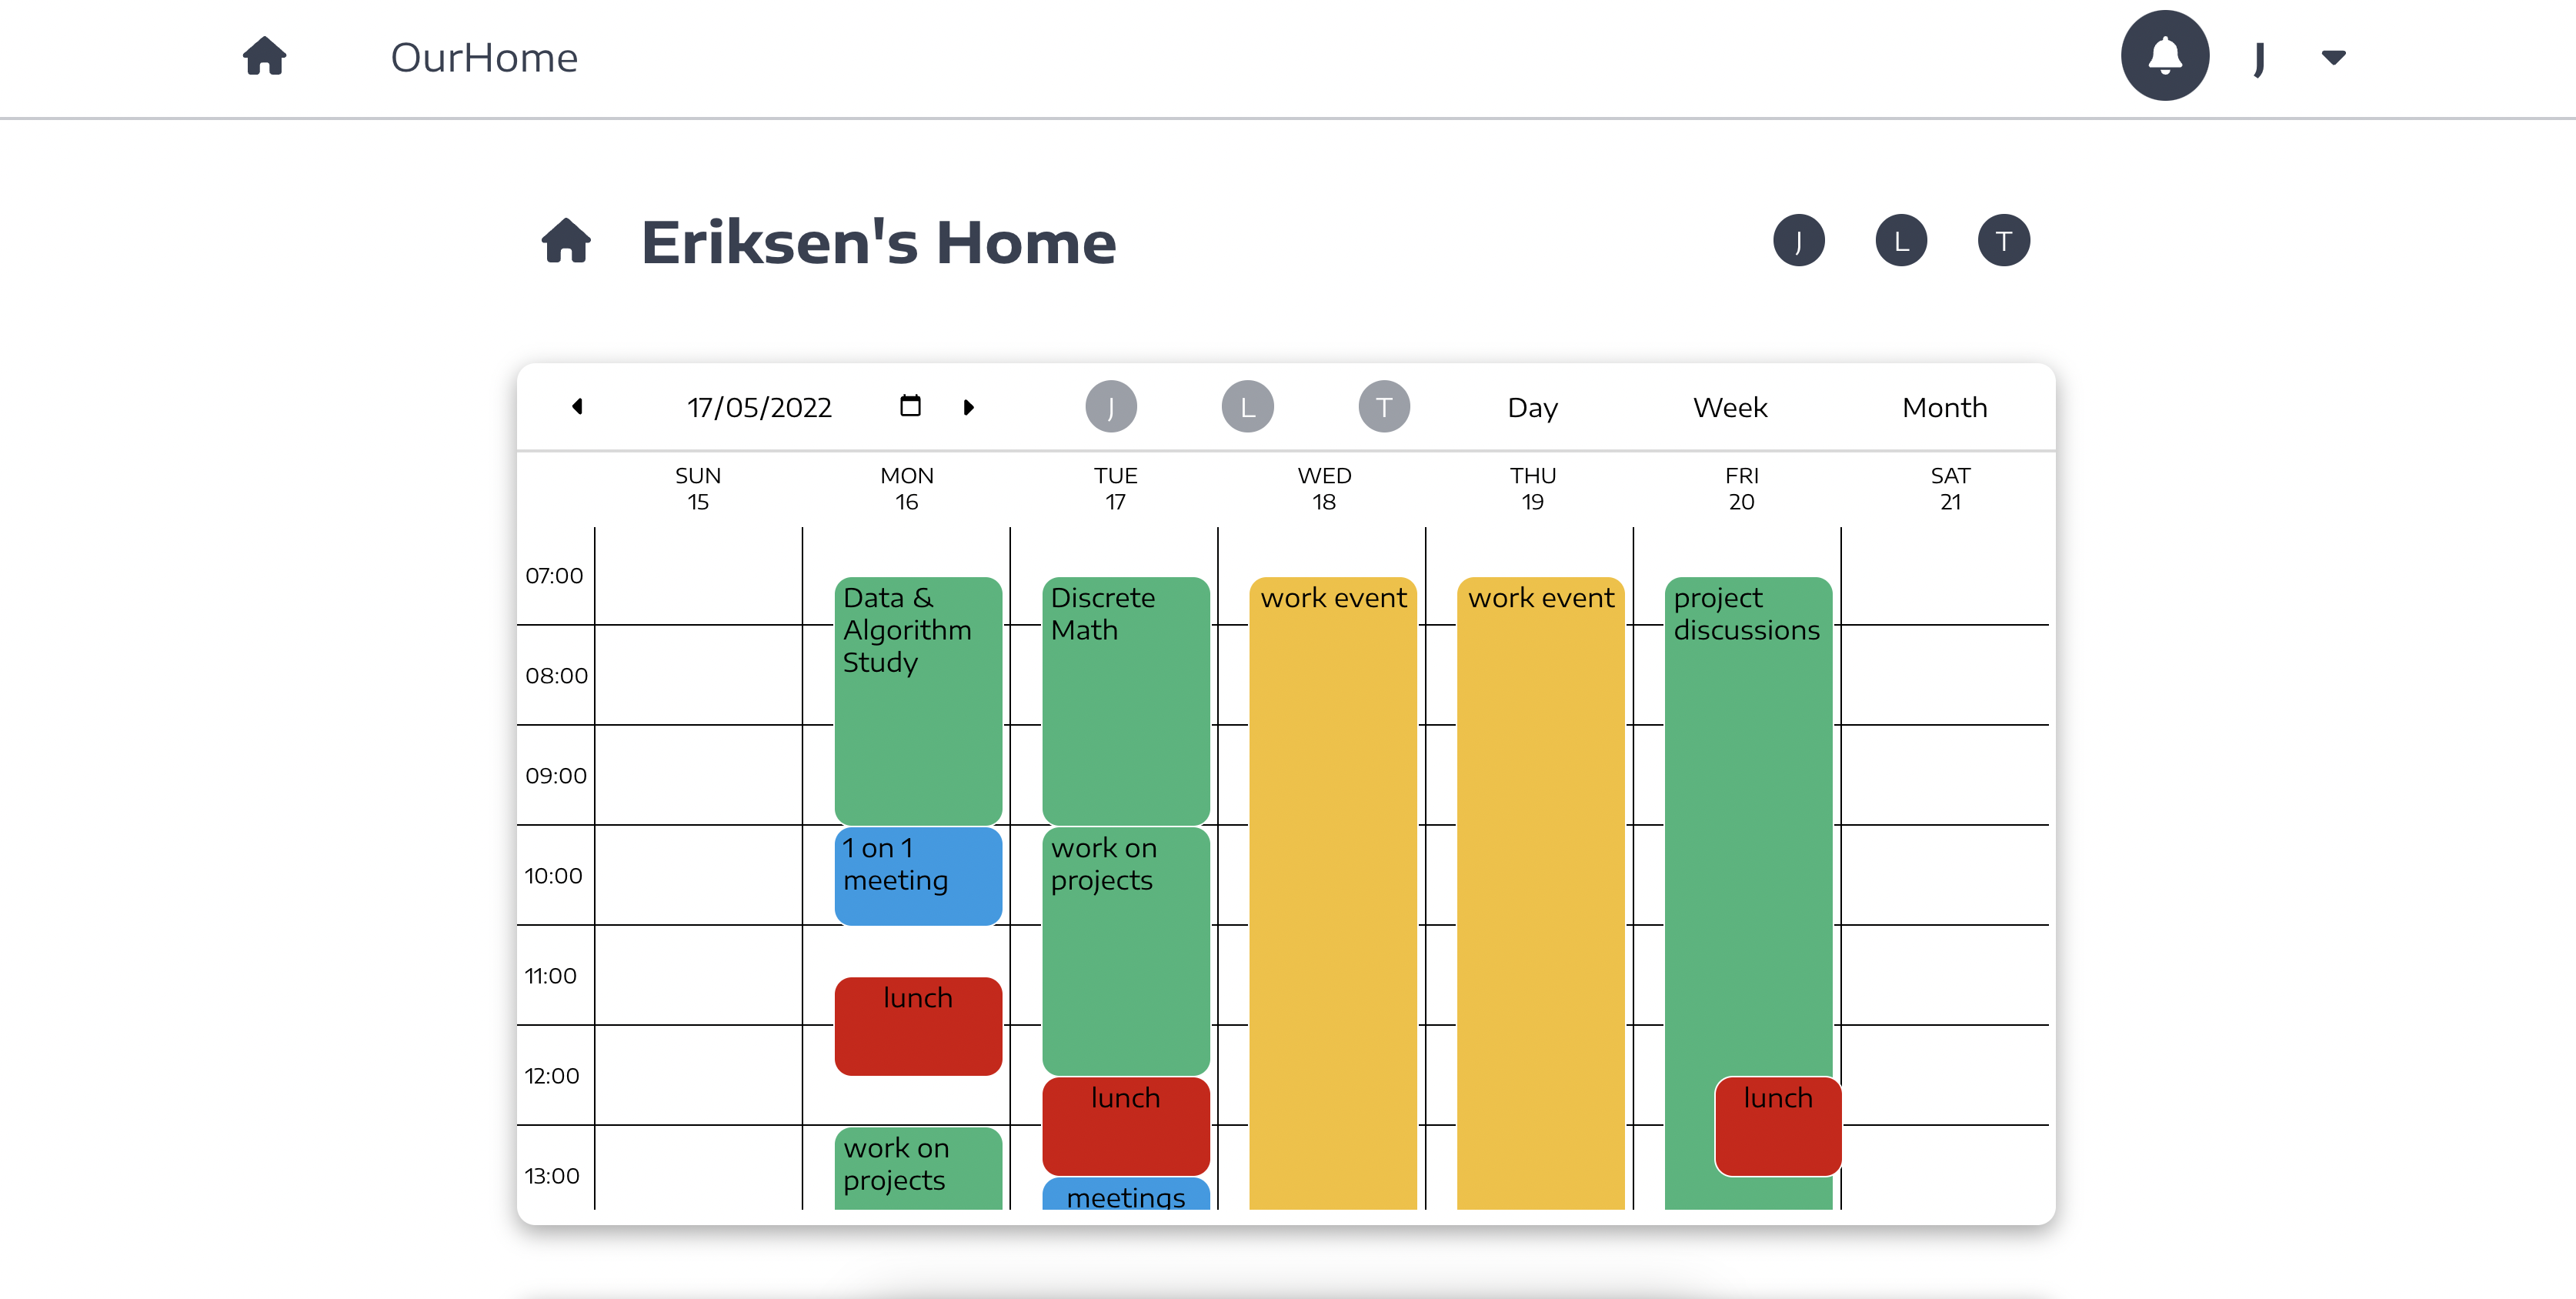 OurHome
J
Eriksen's Home
J L T
17/05/2022
J L T
Day Week Month
SUN MON TUE WED THU FRI SAT
15 16 17 18 19 20 21
07:00
08:00
09:00
10:00
11:00
12:00
13:00
Data &
Algorithm
Study
1 on 1
meeting
lunch
work on
projects
Discrete
Math
work on
projects
lunch
meetings
work event
work event
project
discussions
lunch